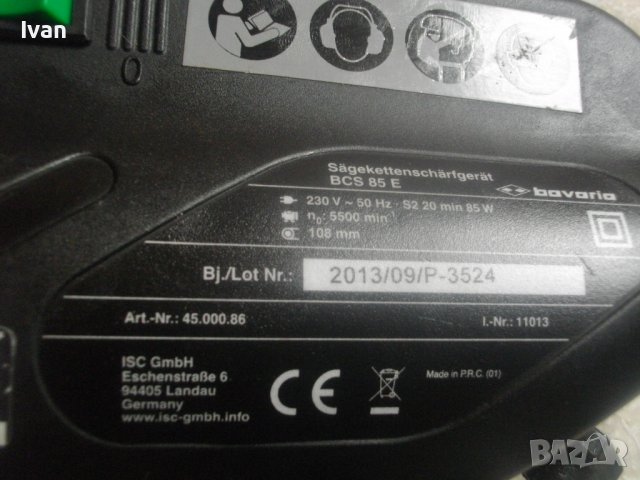 Ivan
0
Sägekettenschärfgerät
BCS 85 E
bavaria
230 V ~ 50 Hz · S2 20 min 85 W
n₀: 5500 min⁻¹
108 mm
Bj./Lot Nr.: 2013/09/P-3524
Art.-Nr.: 45.000.86 I.-Nr.: 11013
ISC GmbH
Eschenstraße 6
94405 Landau
Germany
www.isc-gmbh.info
CE
Made in P.R.C. (01)
BAZAR